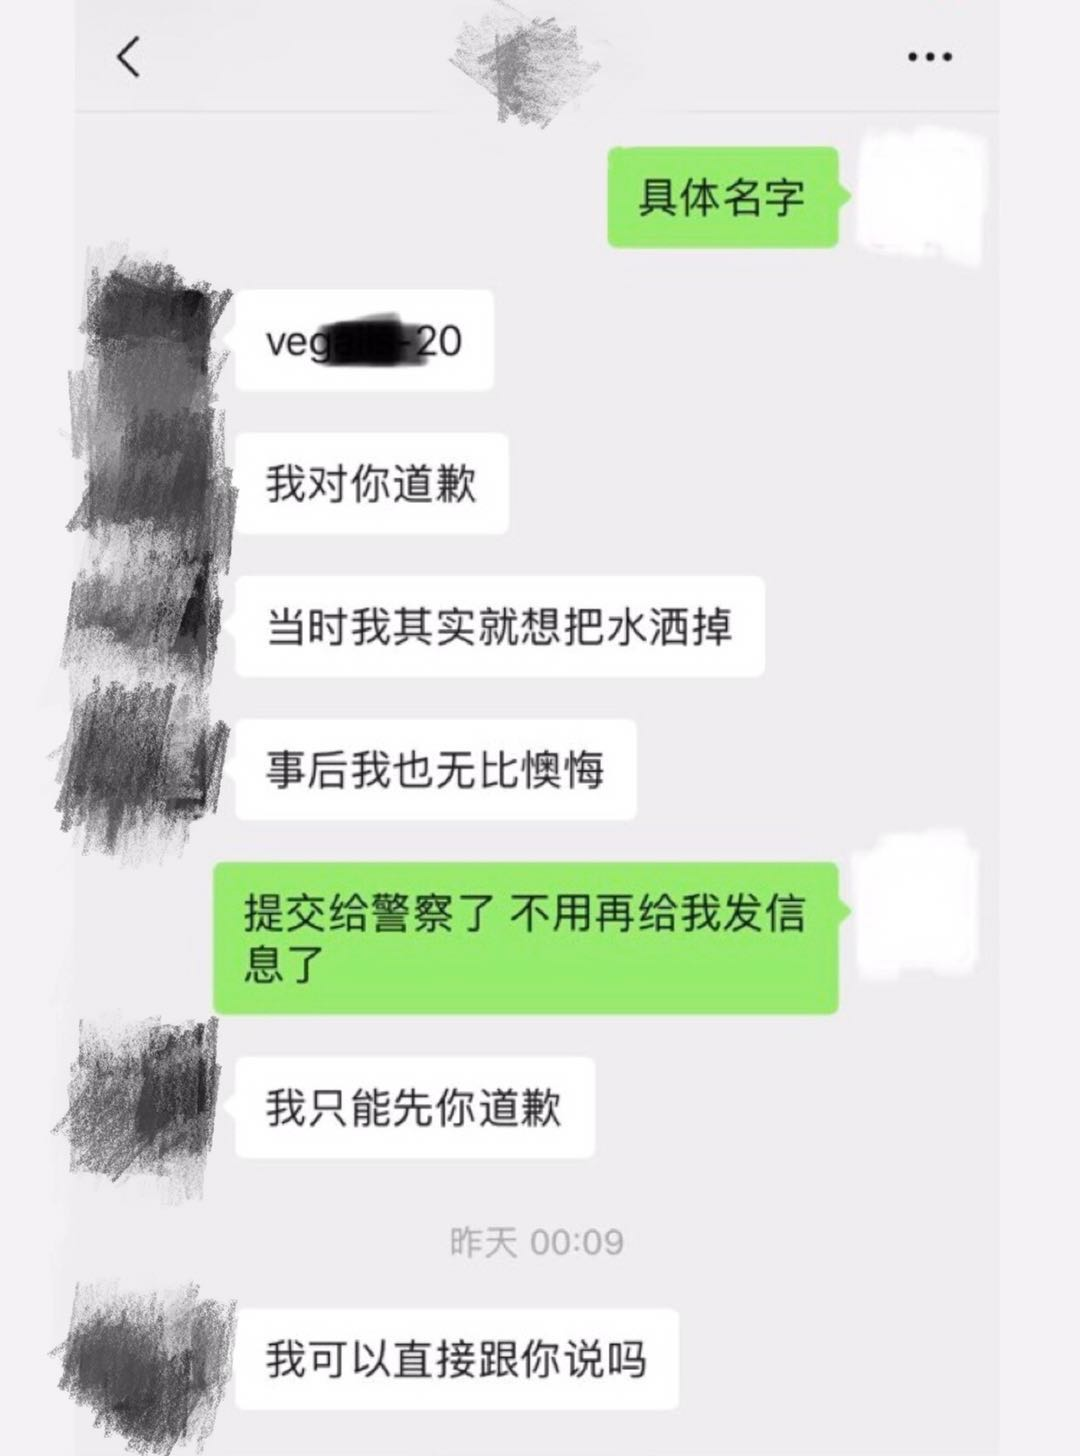 具体名字
veg -20
我对你道歉
当时我其实就想把水洒掉
事后我也无比懊悔
提交给警察了 不用再给我发信
息了
我只能先你道歉
昨天 00:09
我可以直接跟你说吗